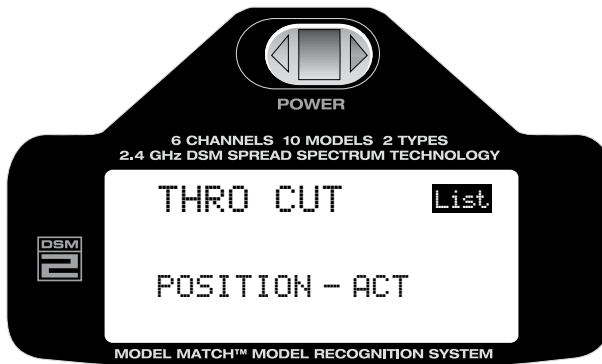 POWER
6 CHANNELS 10 MODELS 2 TYPES
2.4 GHz DSM SPREAD SPECTRUM TECHNOLOGY
THRO CUT List
DSM
2
POSITION – ACT
MODEL MATCH™ MODEL RECOGNITION SYSTEM